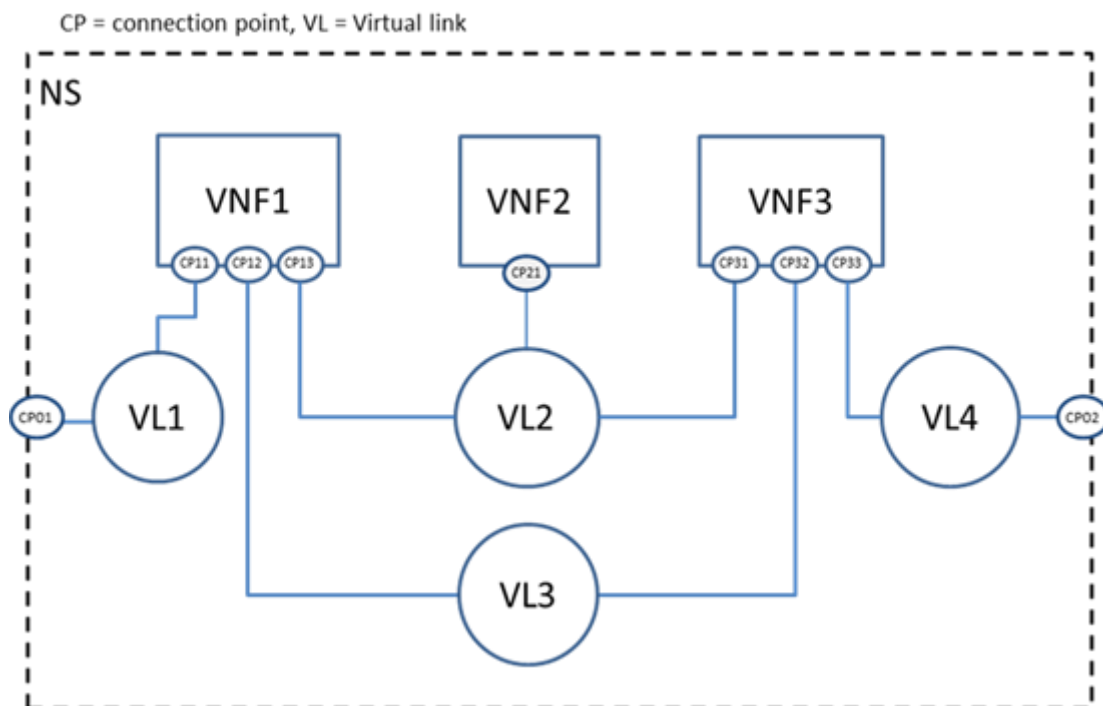 CP = connection point, VL = Virtual link
NS
VNF1
VNF2
VNF3
CP11
CP12
CP13
CP21
CP31
CP32
CP33
VL1
VL2
VL4
CP01
CP02
VL3